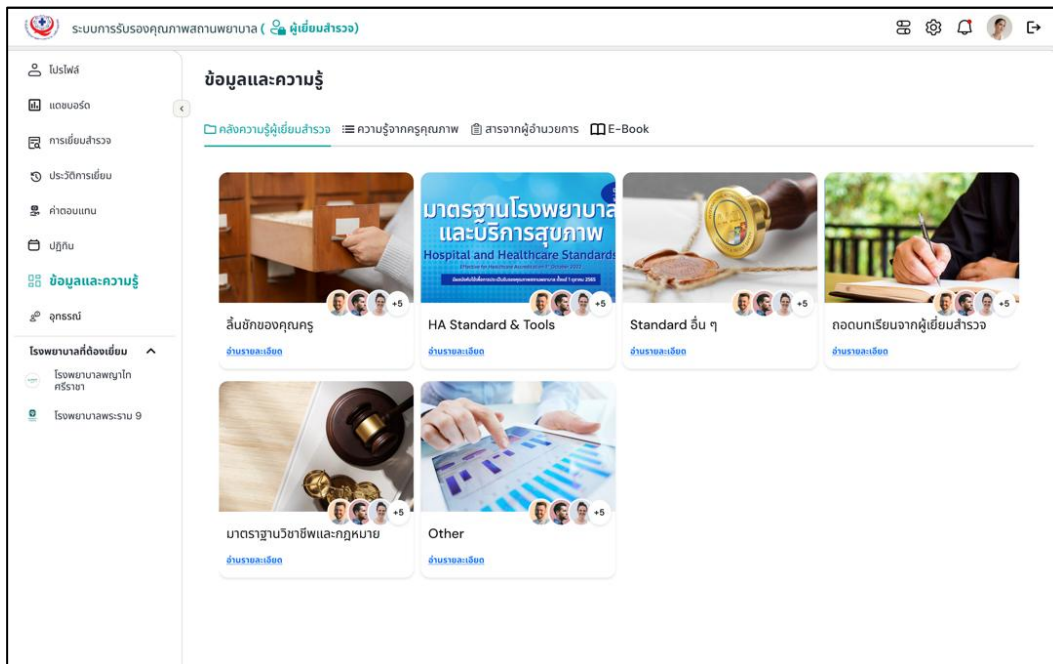 ระบบการรับรองคุณภาพสถานพยาบาล ( ผู้เยี่ยมสำรวจ)
โปรไฟล์
แดชบอร์ด
การเยี่ยมสำรวจ
ประวัติการเยี่ยม
ค่าตอบแทน
ปฏิทิน
ข้อมูลและความรู้
อุทธรณ์
โรงพยาบาลที่ต้องเยี่ยม
โรงพยาบาลพญาไท
ศรีราชา
โรงพยาบาลพระราม 9
ข้อมูลและความรู้
คลังความรู้ผู้เยี่ยมสำรวจ ความรู้จากครูคุณภาพ สารจากผู้อำนวยการ E-Book
มาตรฐานโรงพยาบาล
และบริการสุขภาพ
Hospital and Healthcare Standards
+5 +5 +5 +5
ลิ้นชักของคุณครู HA Standard & Tools Standard อื่น ๆ ถอดบทเรียนจากผู้เยี่ยมสำรวจ
อ่านรายละเอียด อ่านรายละเอียด อ่านรายละเอียด อ่านรายละเอียด
+5 +5
มาตราฐานวิชาชีพและกฎหมาย Other
อ่านรายละเอียด อ่านรายละเอียด